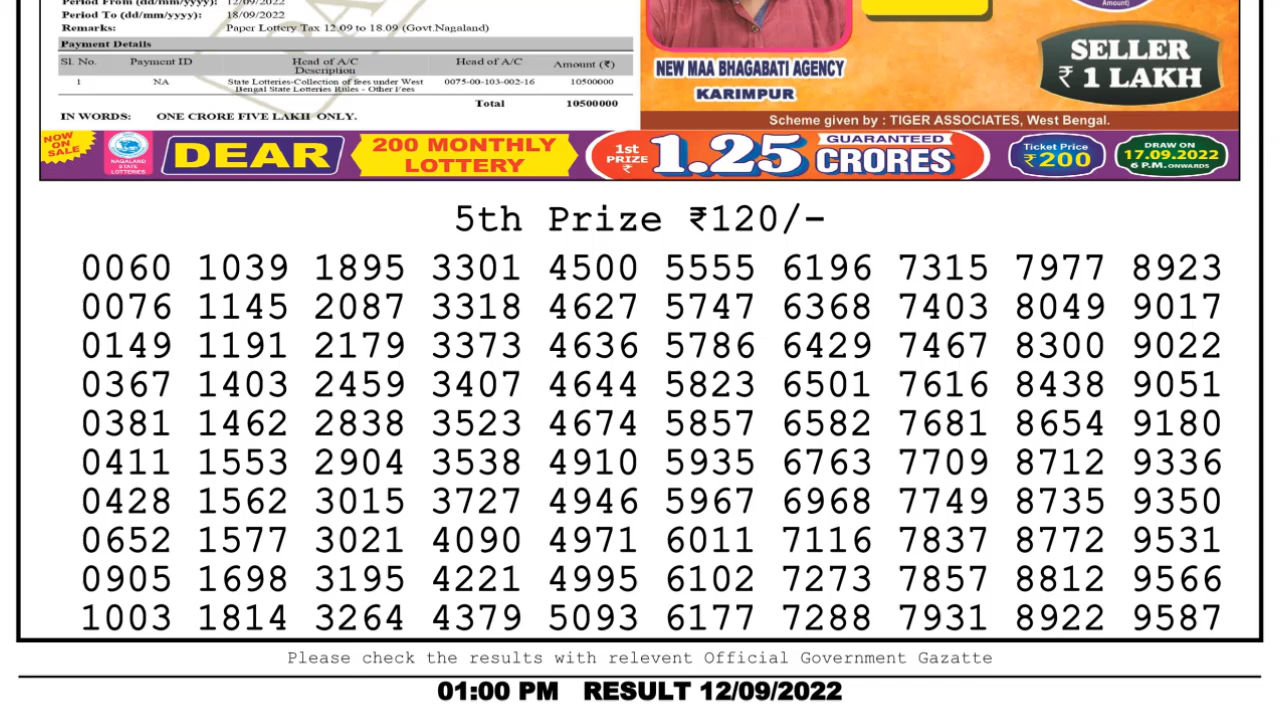 Period From (dd/mm/yyyy): 12/09/2022
Period To (dd/mm/yyyy): 18/09/2022
Remarks: Paper Lottery Tax 12.09 to 18.09 (Govt.Nagaland)
Payment Details
Sl. No. Payment ID Head of A/C Description Head of A/C Amount (₹)
1 NA State Lotteries-Collection of fees under West Bengal State Lotteries Rules - Other Fees 0075-00-103-002-16 10500000
Total 10500000
IN WORDS: ONE CRORE FIVE LAKH ONLY.
Amount)
NEW MAA BHAGABATI AGENCY
KARIMPUR
SELLER
₹ 1 LAKH
Scheme given by : TIGER ASSOCIATES, West Bengal.
NOW ON SALE
NAGALAND STATE LOTTERIES
DEAR
200 MONTHLY LOTTERY
1st PRIZE ₹ 1.25 GUARANTEED CRORES
Ticket Price ₹200
DRAW ON 17.09.2022 6 P.M. ONWARDS
5th Prize ₹120/-
0060 1039 1895 3301 4500 5555 6196 7315 7977 8923
0076 1145 2087 3318 4627 5747 6368 7403 8049 9017
0149 1191 2179 3373 4636 5786 6429 7467 8300 9022
0367 1403 2459 3407 4644 5823 6501 7616 8438 9051
0381 1462 2838 3523 4674 5857 6582 7681 8654 9180
0411 1553 2904 3538 4910 5935 6763 7709 8712 9336
0428 1562 3015 3727 4946 5967 6968 7749 8735 9350
0652 1577 3021 4090 4971 6011 7116 7837 8772 9531
0905 1698 3195 4221 4995 6102 7273 7857 8812 9566
1003 1814 3264 4379 5093 6177 7288 7931 8922 9587
Please check the results with relevent Official Government Gazatte
01:00 PM RESULT 12/09/2022